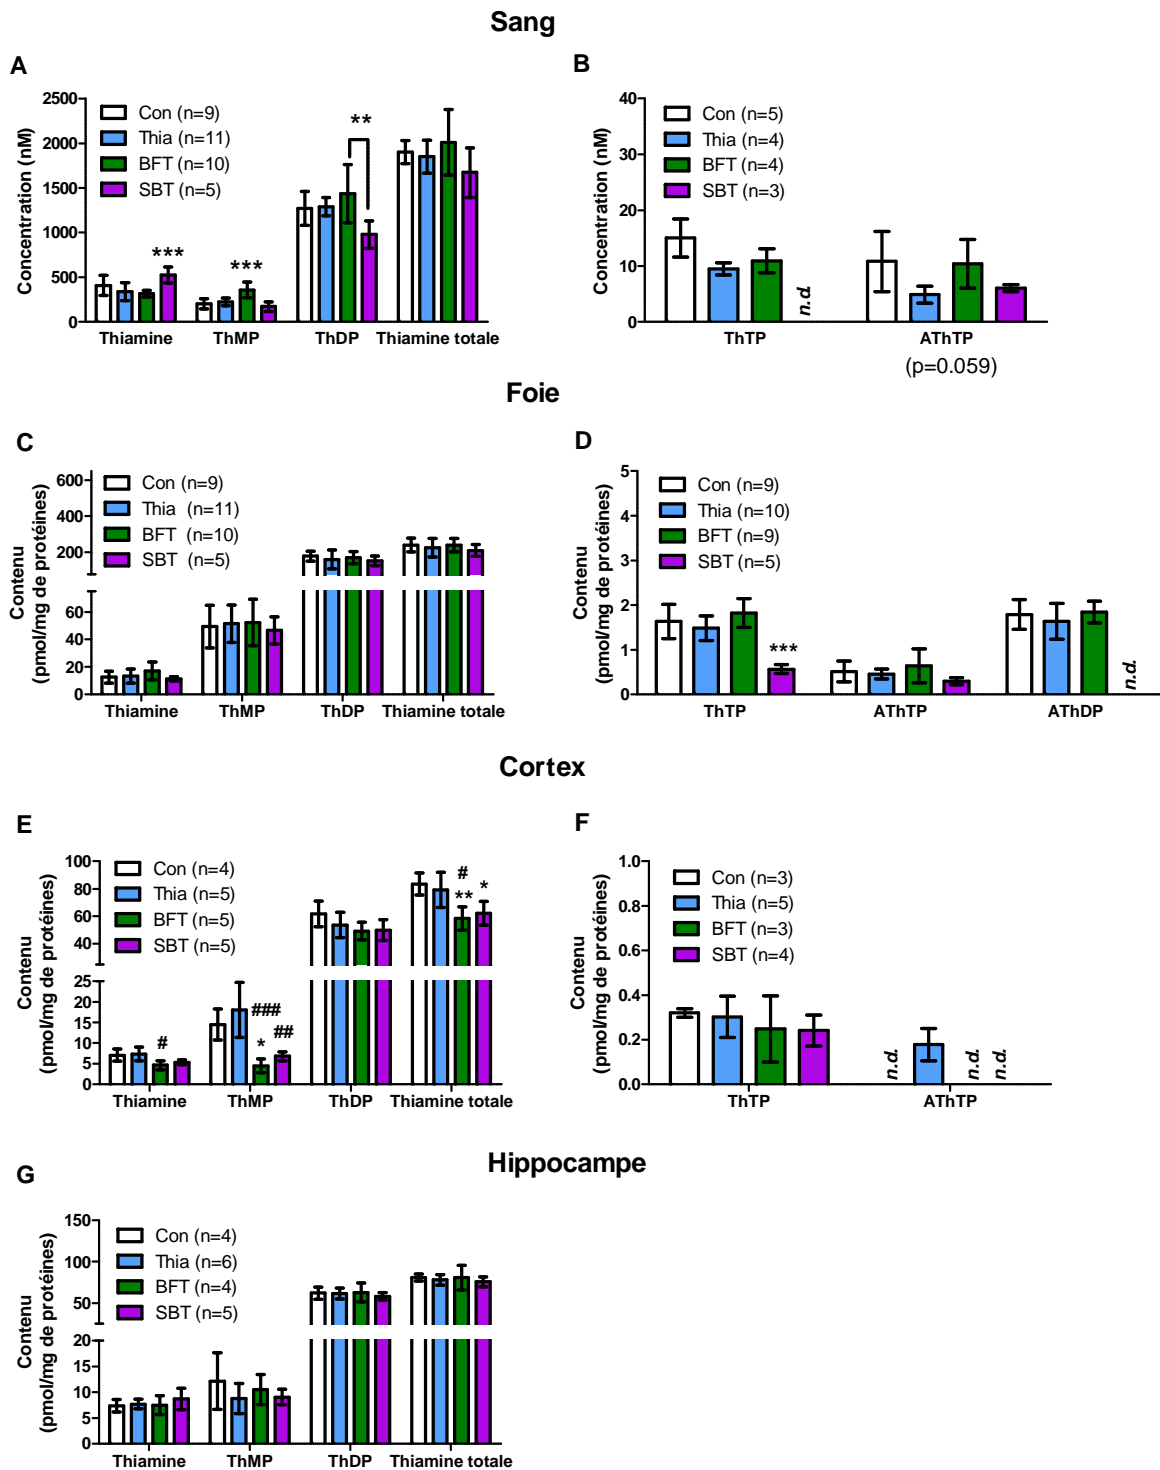 Sang
A
Concentration (nM)
2500
2000
1500
1000
500
0
Con (n=9)
Thia (n=11)
BFT (n=10)
SBT (n=5)
***
***
**
Thiamine
ThMP
ThDP
Thiamine totale
B
Concentration (nM)
40
30
20
10
0
Con (n=5)
Thia (n=4)
BFT (n=4)
SBT (n=3)
n.d.
ThTP
AThTP
(p=0.059)
Foie
C
Contenu
(pmol/mg de protéines)
600
400
200
60
40
20
0
Con (n=9)
Thia (n=11)
BFT (n=10)
SBT (n=5)
Thiamine
ThMP
ThDP
Thiamine totale
D
Contenu
(pmol/mg de protéines)
5
4
3
2
1
0
Con (n=9)
Thia (n=10)
BFT (n=9)
SBT (n=5)
***
n.d.
ThTP
AThTP
AThDP
Cortex
E
Contenu
(pmol/mg de protéines)
100
80
60
40
25
20
15
10
5
0
Con (n=4)
Thia (n=5)
BFT (n=5)
SBT (n=5)
#
###
*
##
#
**
*
Thiamine
ThMP
ThDP
Thiamine totale
F
Contenu
(pmol/mg de protéines)
1.0
0.8
0.6
0.4
0.2
0.0
Con (n=3)
Thia (n=5)
BFT (n=3)
SBT (n=4)
n.d.
n.d.
n.d.
ThTP
AThTP
Hippocampe
G
Contenu
(pmol/mg de protéines)
150
100
50
20
15
10
5
0
Con (n=4)
Thia (n=6)
BFT (n=4)
SBT (n=5)
Thiamine
ThMP
ThDP
Thiamine totale